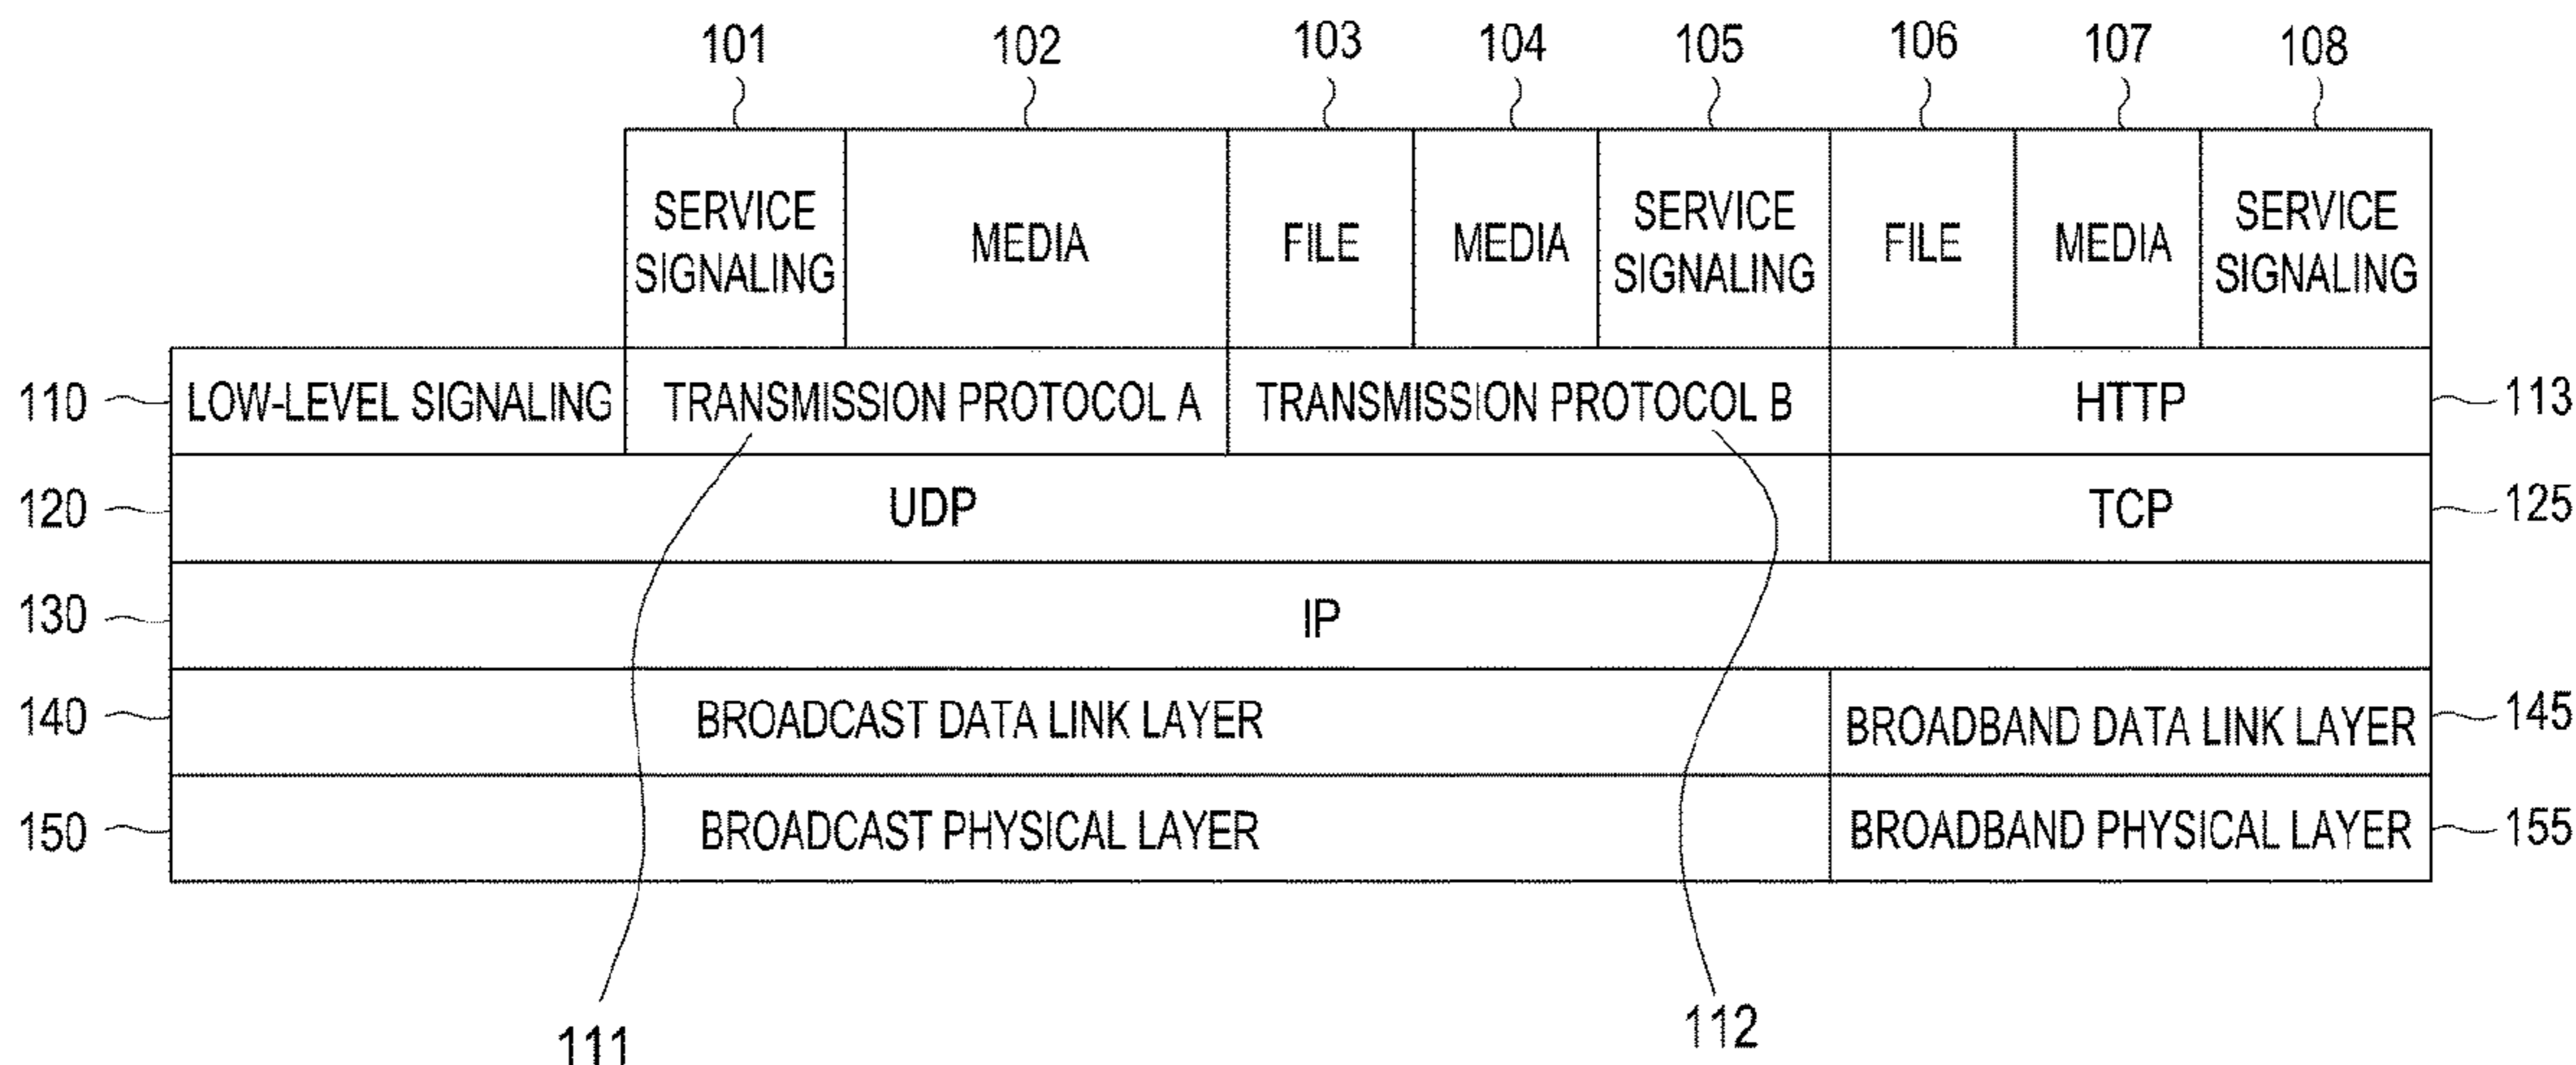 101 102 103 104 105 106 107 108
SERVICE
SIGNALING
MEDIA
FILE
MEDIA
SERVICE
SIGNALING
FILE
MEDIA
SERVICE
SIGNALING
110 LOW-LEVEL SIGNALING TRANSMISSION PROTOCOL A TRANSMISSION PROTOCOL B HTTP 113
120 UDP TCP 125
130 IP
140 BROADCAST DATA LINK LAYER BROADBAND DATA LINK LAYER 145
150 BROADCAST PHYSICAL LAYER BROADBAND PHYSICAL LAYER 155
111 112